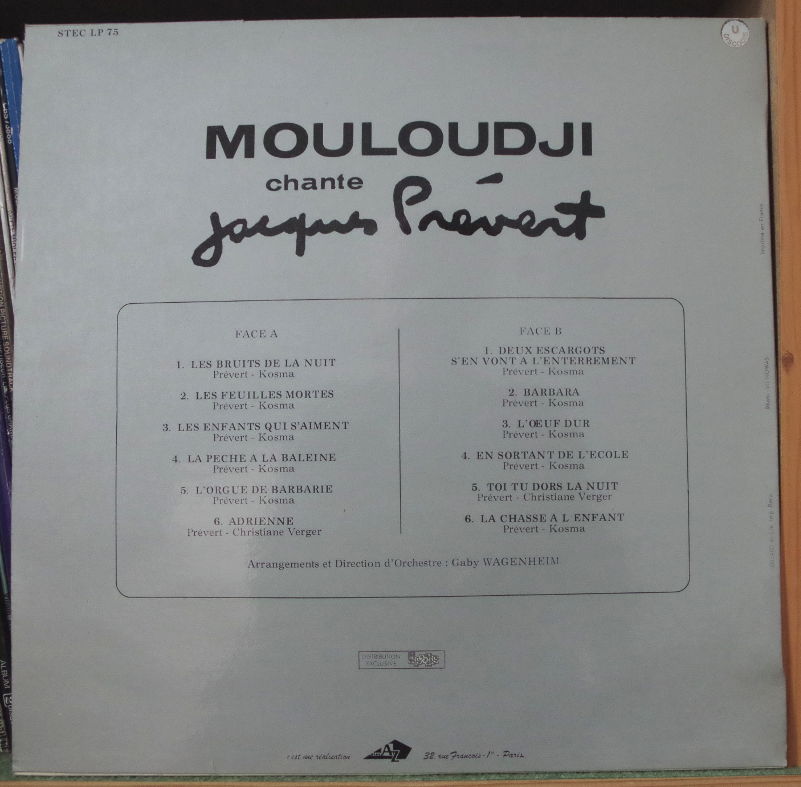 STEC LP 75
U
MOULOUDJI
chante
Jacques Prévert
FACE A
1. LES BRUITS DE LA NUIT
Prévert - Kosma
2. LES FEUILLES MORTES
Prévert - Kosma
3. LES ENFANTS QUI S'AIMENT
Prévert - Kosma
4. LA PECHE A LA BALEINE
Prévert - Kosma
5. L'ORGUE DE BARBARIE
Prévert - Kosma
6. ADRIENNE
Prévert - Christiane Verger
FACE B
1. DEUX ESCARGOTS
S'EN VONT A L'ENTERREMENT
Prévert - Kosma
2. BARBARA
Prévert - Kosma
3. L'ŒUF DUR
Prévert - Kosma
4. EN SORTANT DE L'ECOLE
Prévert - Kosma
5. TOI TU DORS LA NUIT
Prévert - Christiane Verger
6. LA CHASSE A L ENFANT
Prévert - Kosma
Arrangements et Direction d'Orchestre : Gaby WAGENHEIM
DISTRIBUTION
EXCLUSIVE
c'est une réalisation
AZ
32, rue François-1er - Paris
Imprimé en France